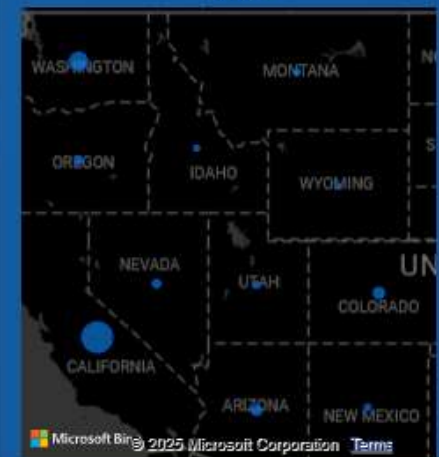 WASHINGTON
MONTANA
N
OREGON
IDAHO
S
WYOMING
NEVADA
UTAH
UN
COLORADO
CALIFORNIA
ARIZONA
NEW MEXICO
Microsoft Bing
© 2025 Microsoft Corporation Terms